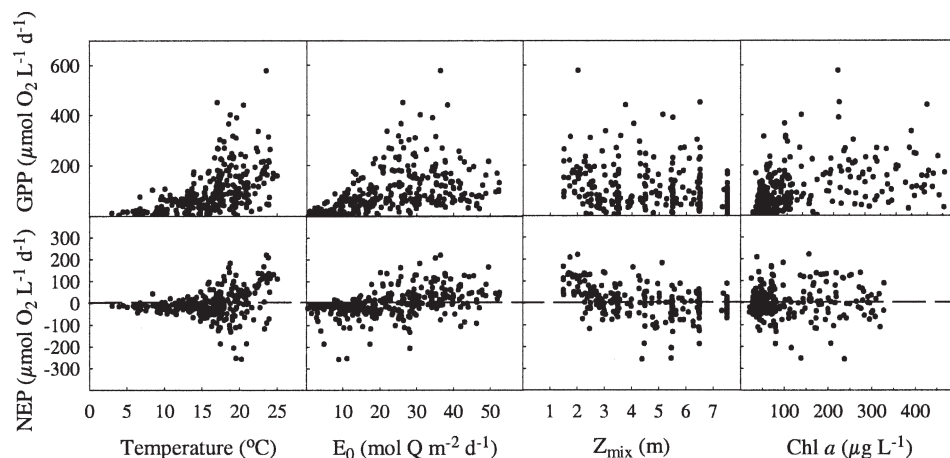 GPP (µmol O₂ L⁻¹ d⁻¹)
600
400
200
0
NEP (µmol O₂ L⁻¹ d⁻¹)
300
200
100
0
-100
-200
-300
0 5 10 15 20 25
10 20 30 40 50
1 2 3 4 5 6 7
100 200 300 400
Temperature (ºC)
E₀ (mol Q m⁻² d⁻¹)
Zmix (m)
Chl a (µg L⁻¹)